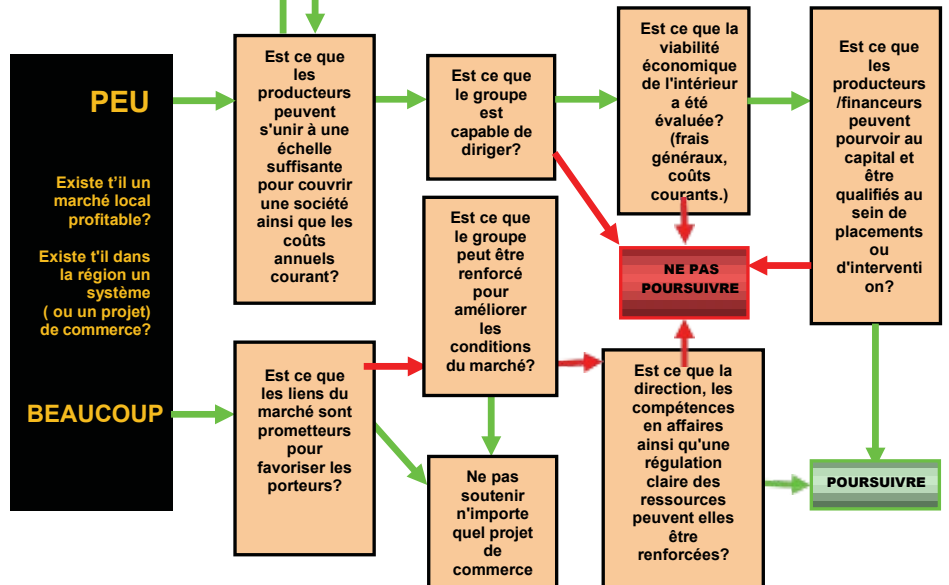 PEU
Existe t'il un
marché local
profitable?
Existe t'il dans
la région un
système
( ou un projet)
de commerce?
BEAUCOUP
Est ce que
les
producteurs
peuvent
s'unir à une
échelle
suffisante
pour couvrir
une société
ainsi que les
coûts
annuels
courant?
Est ce que
le groupe
est
capable de
diriger?
Est ce que la
viabilité
économique
de l'intérieur
a été
évaluée?
(frais
généraux,
coûts
courants.)
Est ce que
les
producteurs
/financeurs
peuvent
pourvoir au
capital et
être
qualifiés au
sein de
placements
ou
d'interventi
on?
NE PAS
POURSUIVRE
Est ce que
les liens du
marché sont
prometteurs
pour
favoriser les
porteurs?
Est ce que
le groupe
peut être
renforcé
pour
améliorer
les
conditions
du marché?
Ne pas
soutenir
n'importe
quel projet
de
commerce
Est ce que la
direction, les
compétences
en affaires
ainsi qu'une
régulation
claire des
ressources
peuvent elles
être
renforcées?
POURSUIVRE